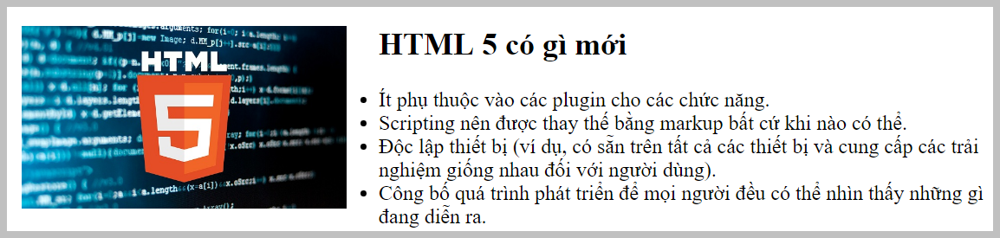 HTML
5
HTML 5 có gì mới
Ít phụ thuộc vào các plugin cho các chức năng.
Scripting nên được thay thế bằng markup bất cứ khi nào có thể.
Độc lập thiết bị (ví dụ, có sẵn trên tất cả các thiết bị và cung cấp các trải
nghiệm giống nhau đối với người dùng).
Công bố quá trình phát triển để mọi người đều có thể nhìn thấy những gì
đang diễn ra.